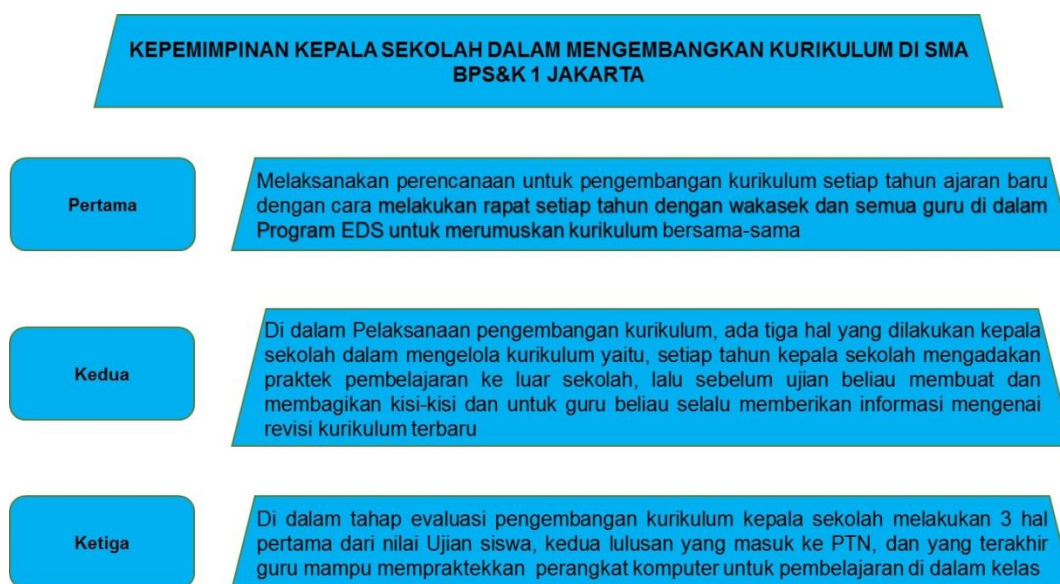 KEPEMIMPINAN KEPALA SEKOLAH DALAM MENGEMBANGKAN KURIKULUM DI SMA
BPS&K 1 JAKARTA
Pertama
Melaksanakan perencanaan untuk pengembangan kurikulum setiap tahun ajaran baru
dengan cara melakukan rapat setiap tahun dengan wakasek dan semua guru di dalam
Program EDS untuk merumuskan kurikulum bersama-sama
Kedua
Di dalam Pelaksanaan pengembangan kurikulum, ada tiga hal yang dilakukan kepala
sekolah dalam mengelola kurikulum yaitu, setiap tahun kepala sekolah mengadakan
praktek pembelajaran ke luar sekolah, lalu sebelum ujian beliau membuat dan
membagikan kisi-kisi dan untuk guru beliau selalu memberikan informasi mengenai
revisi kurikulum terbaru
Ketiga
Di dalam tahap evaluasi pengembangan kurikulum kepala sekolah melakukan 3 hal
pertama dari nilai Ujian siswa, kedua lulusan yang masuk ke PTN, dan yang terakhir
guru mampu mempraktekkan perangkat komputer untuk pembelajaran di dalam kelas